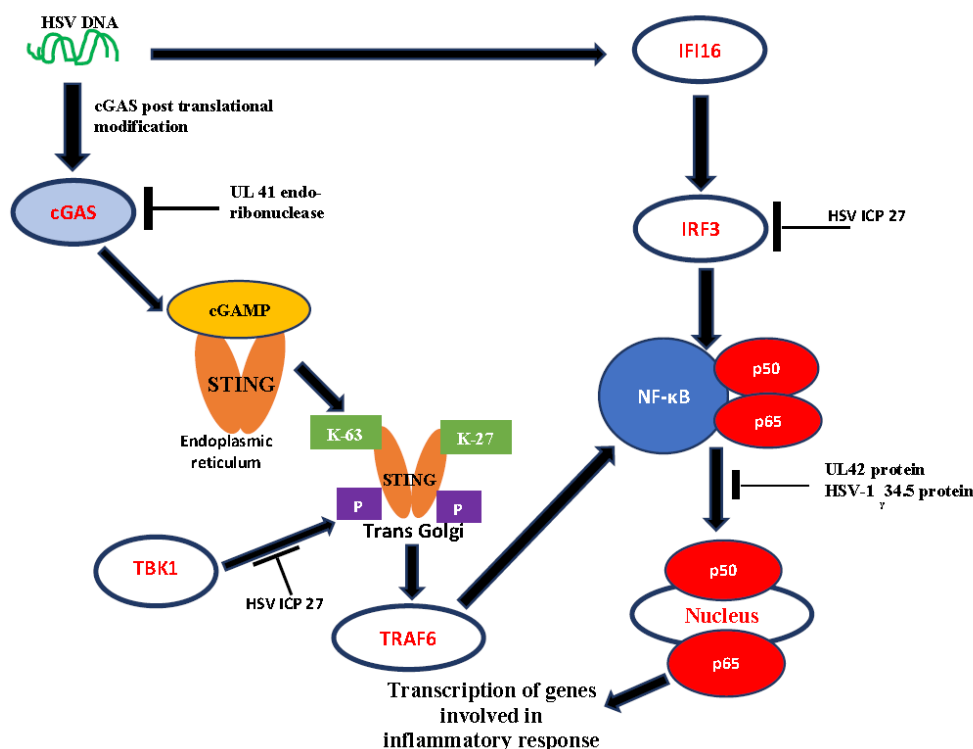 HSV DNA
IFI16
cGAS post translational
modification
UL 41 endo-
ribonuclease
cGAS
IRF3
HSV ICP 27
cGAMP
STING
Endoplasmic
reticulum
NF-κB
p50
p65
K-63
K-27
STING
P
P
Trans Golgi
UL42 protein
HSV-1 γ34.5 protein
TBK1
HSV ICP 27
TRAF6
p50
Nucleus
p65
Transcription of genes
involved in
inflammatory response